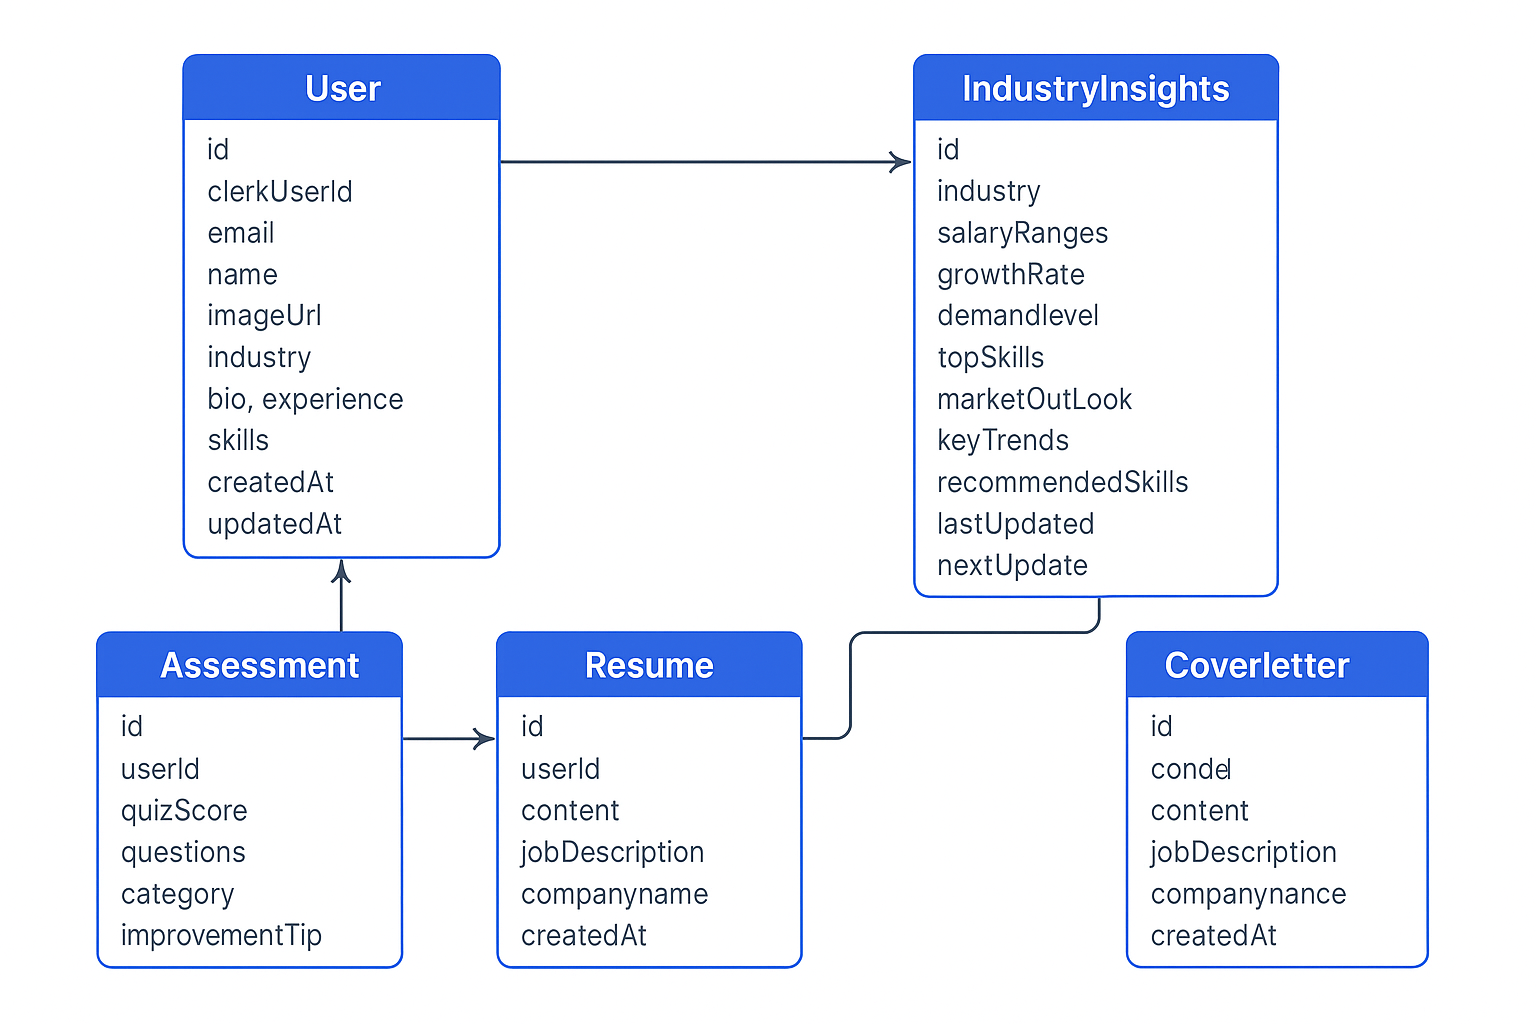 User
id
clerkUserId
email
name
imageUrl
industry
bio, experience
skills
createdAt
updatedAt
IndustryInsights
id
industry
salaryRanges
growthRate
demandlevel
topSkills
marketOutLook
keyTrends
recommendedSkills
lastUpdated
nextUpdate
Assessment
id
userId
quizScore
questions
category
improvementTip
Resume
id
userId
content
jobDescription
companyname
createdAt
Coverletter
id
condel
content
jobDescription
companynance
createdAt